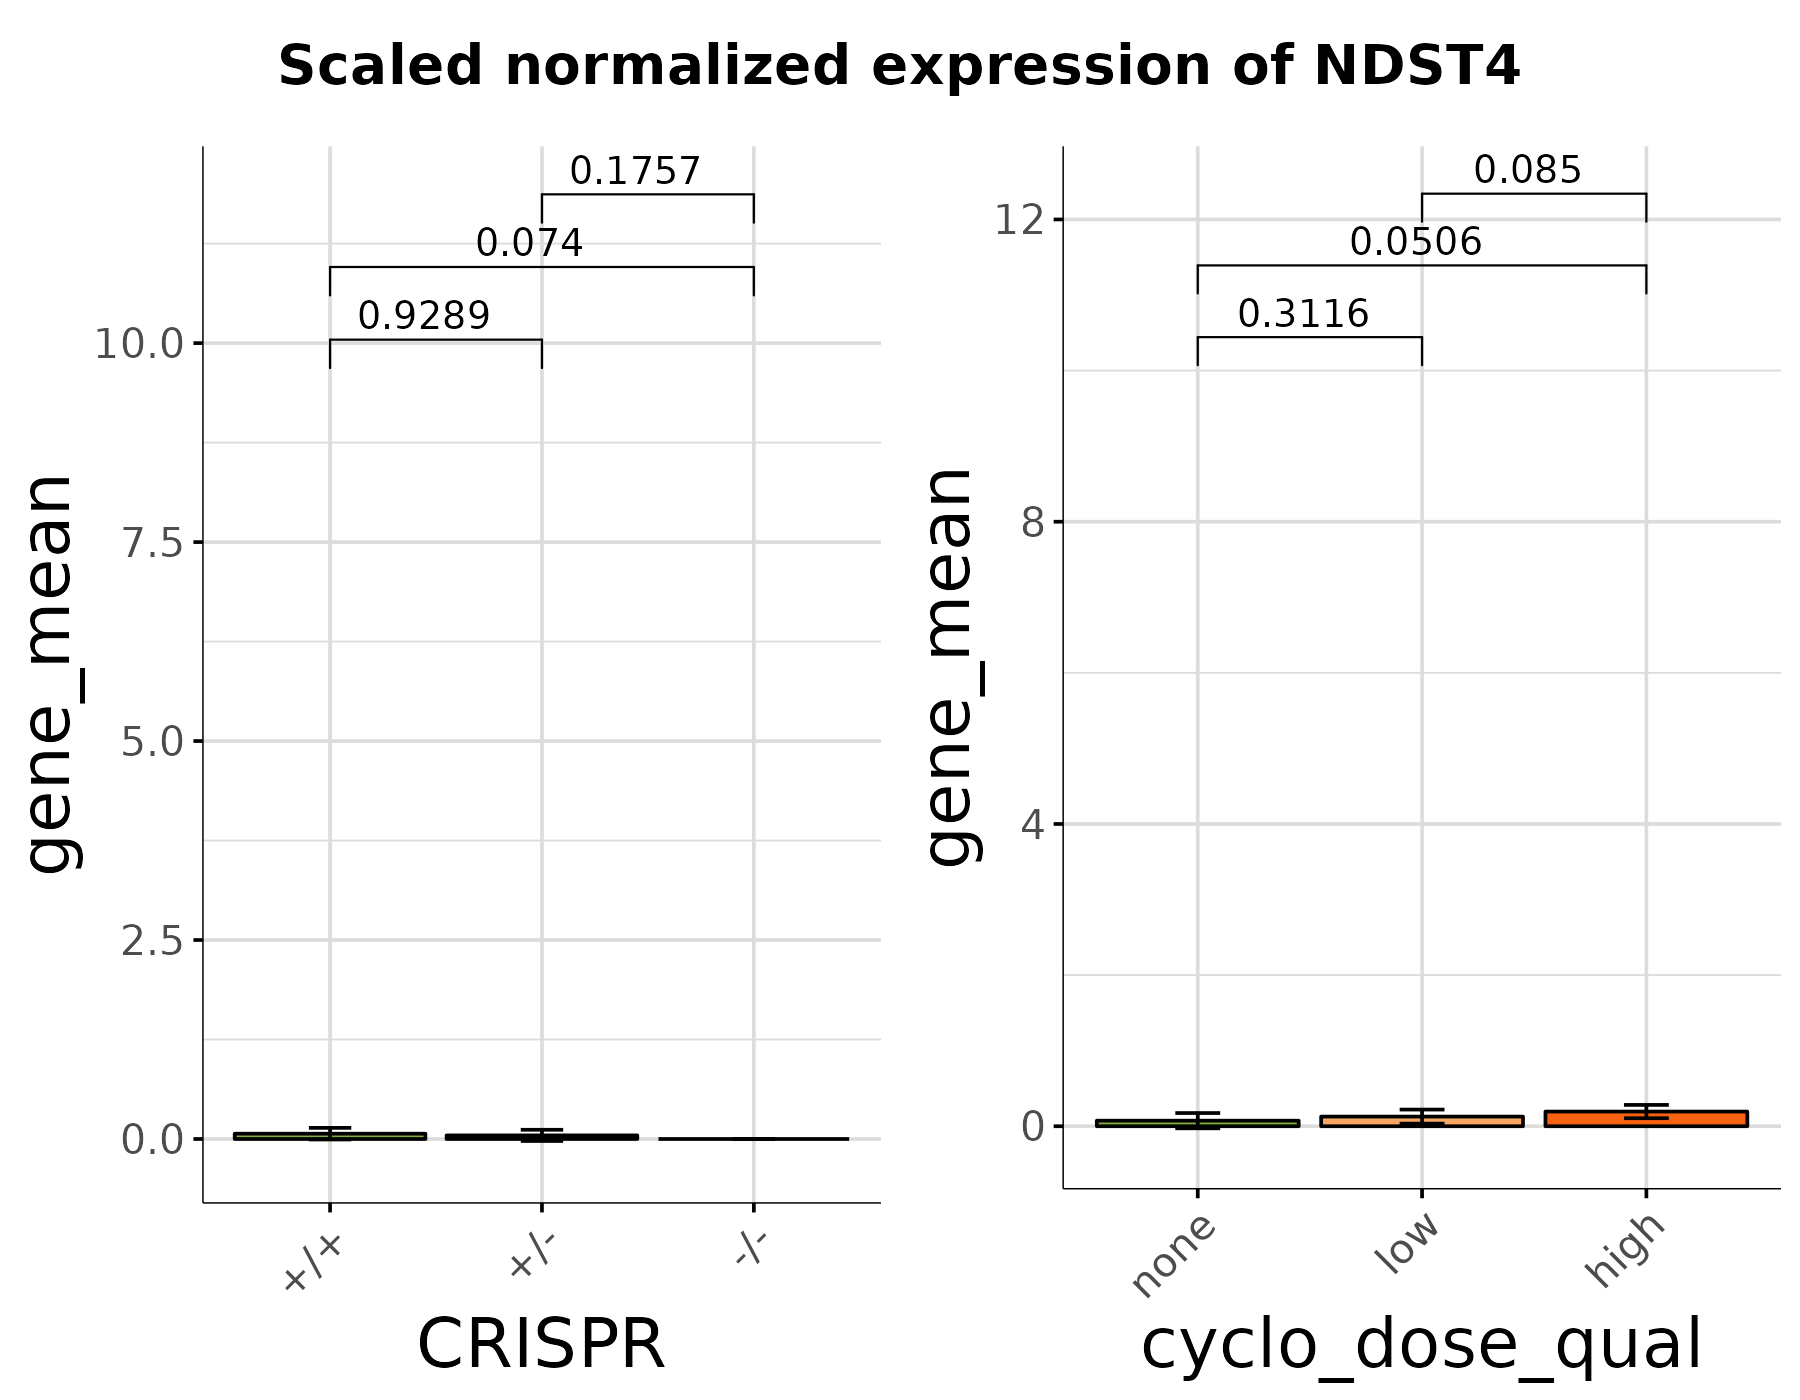 Scaled normalized expression of NDST4
gene_mean
10.0
7.5
5.0
2.5
0.0
0.1757
0.074
0.9289
+/+
+/-
-/-
CRISPR
gene_mean
12
8
4
0
0.085
0.0506
0.3116
none
low
high
cyclo_dose_qual